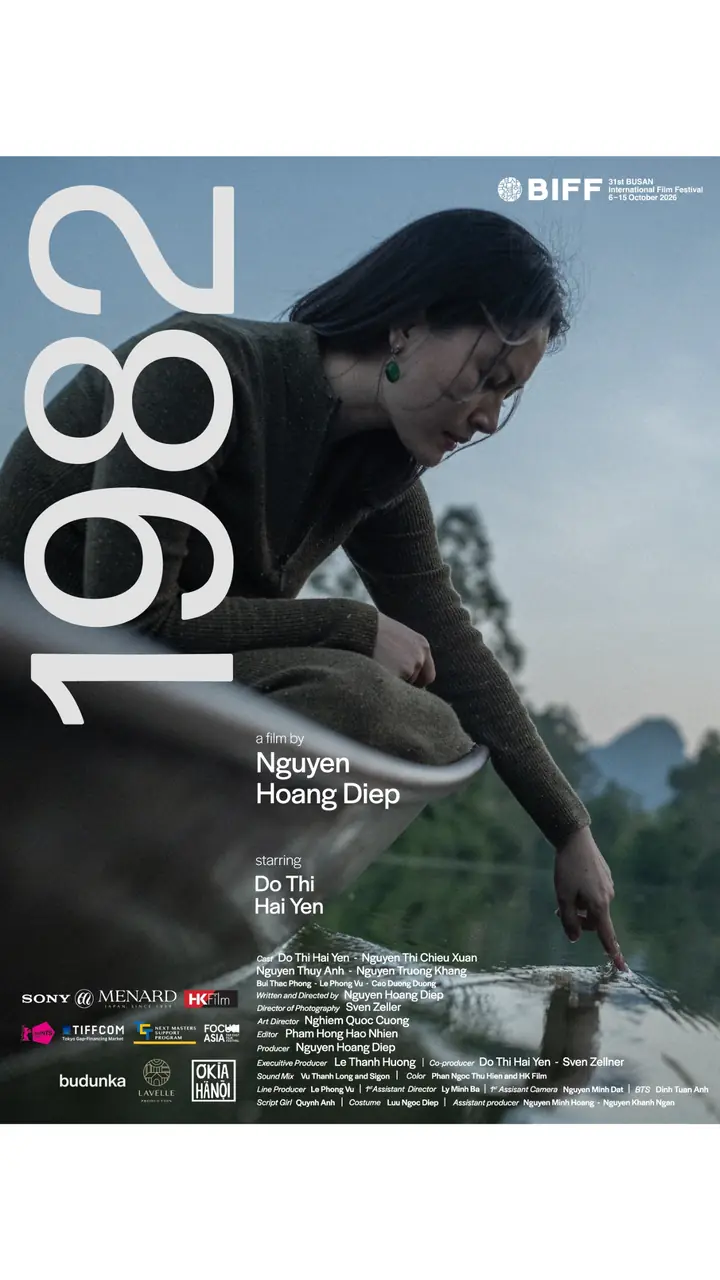 BIFF
31st BUSAN
International Film Festival
6–15 October 2026
1982
a film by
Nguyen
Hoang Diep
starring
Do Thi
Hai Yen
Cast Do Thi Hai Yen - Nguyen Thi Chieu Xuan
Nguyen Thuy Anh - Nguyen Truong Khang
Bui Thac Phong - Le Phong Vu - Cao Duong Duong
Written and Directed by Nguyen Hoang Diep
Director of Photography Sven Zeller
Art Director Nghiem Quoc Cuong
Editor Pham Hong Hao Nhien
Producer Nguyen Hoang Diep
Executive Producer Le Thanh Huong | Co-producer Do Thi Hai Yen - Sven Zellner
Sound Mix Vu Thanh Long and Sigon | Color Phan Ngoc Thu Hien and HK Film
Line Producer Le Phong Vu | 1st Assistant Director Ly Minh Ba | 1st Assisant Camera Nguyen Minh Dat | BTS Dinh Tuan Anh
Script Girl Quynh Anh | Costume Luu Ngoc Diep | Assistant producer Nguyen Minh Hoang - Nguyen Khanh Ngan
SONY
MENARD
JAPAN, SINCE 1959
HKFilm
TIFFCOM
Tokyo Gap-Financing Market
NEXT MASTERS
SUPPORT
PROGRAM
FOCUS
ASIA
budunka
LAVELLE
ƠKÌA
HÀNỘI